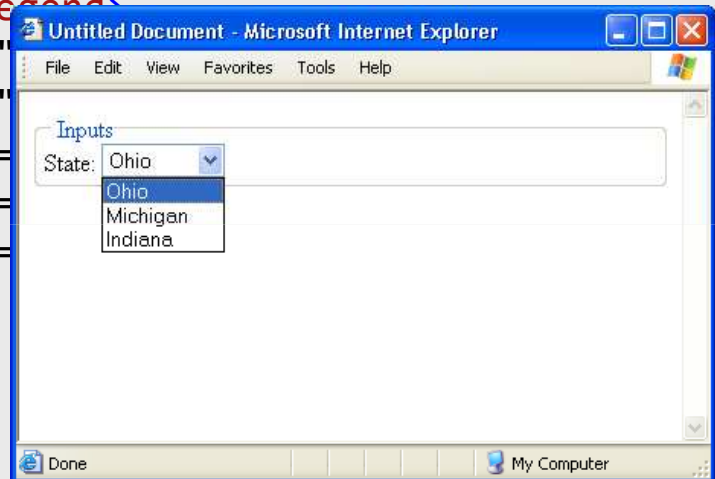 egend>
Untitled Document - Microsoft Internet Explorer
"
File Edit View Favorites Tools Help
"
Inputs
=
State: Ohio
Ohio
=
Michigan
=
Indiana
Done My Computer